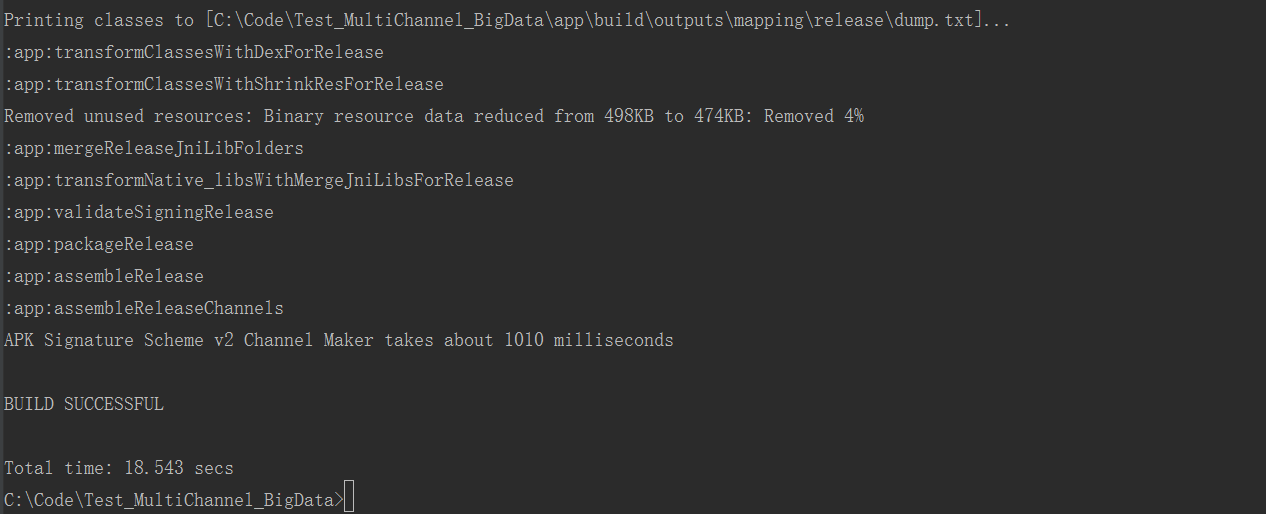 Printing classes to [C:\Code\Test_MultiChannel_BigData\app\build\outputs\mapping\release\dump.txt]...
:app:transformClassesWithDexForRelease
:app:transformClassesWithShrinkResForRelease
Removed unused resources: Binary resource data reduced from 498KB to 474KB: Removed 4%
:app:mergeReleaseJniLibFolders
:app:transformNative_libsWithMergeJniLibsForRelease
:app:validateSigningRelease
:app:packageRelease
:app:assembleRelease
:app:assembleReleaseChannels
APK Signature Scheme v2 Channel Maker takes about 1010 milliseconds
BUILD SUCCESSFUL
Total time: 18.543 secs
C:\Code\Test_MultiChannel_BigData>